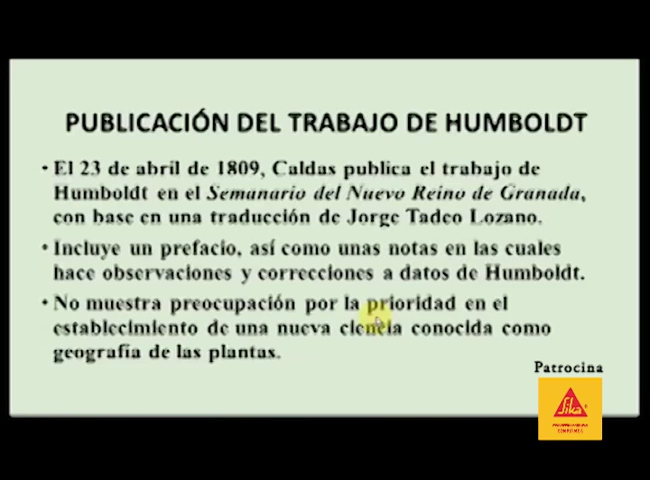 PUBLICACIÓN DEL TRABAJO DE HUMBOLDT
• El 23 de abril de 1809, Caldas publica el trabajo de
Humboldt en el Semanario del Nuevo Reino de Granada,
con base en una traducción de Jorge Tadeo Lozano.
• Incluye un prefacio, así como unas notas en las cuales
hace observaciones y correcciones a datos de Humboldt.
• No muestra preocupación por la prioridad en el
establecimiento de una nueva ciencia conocida como
geografía de las plantas.
Patrocina
Sika